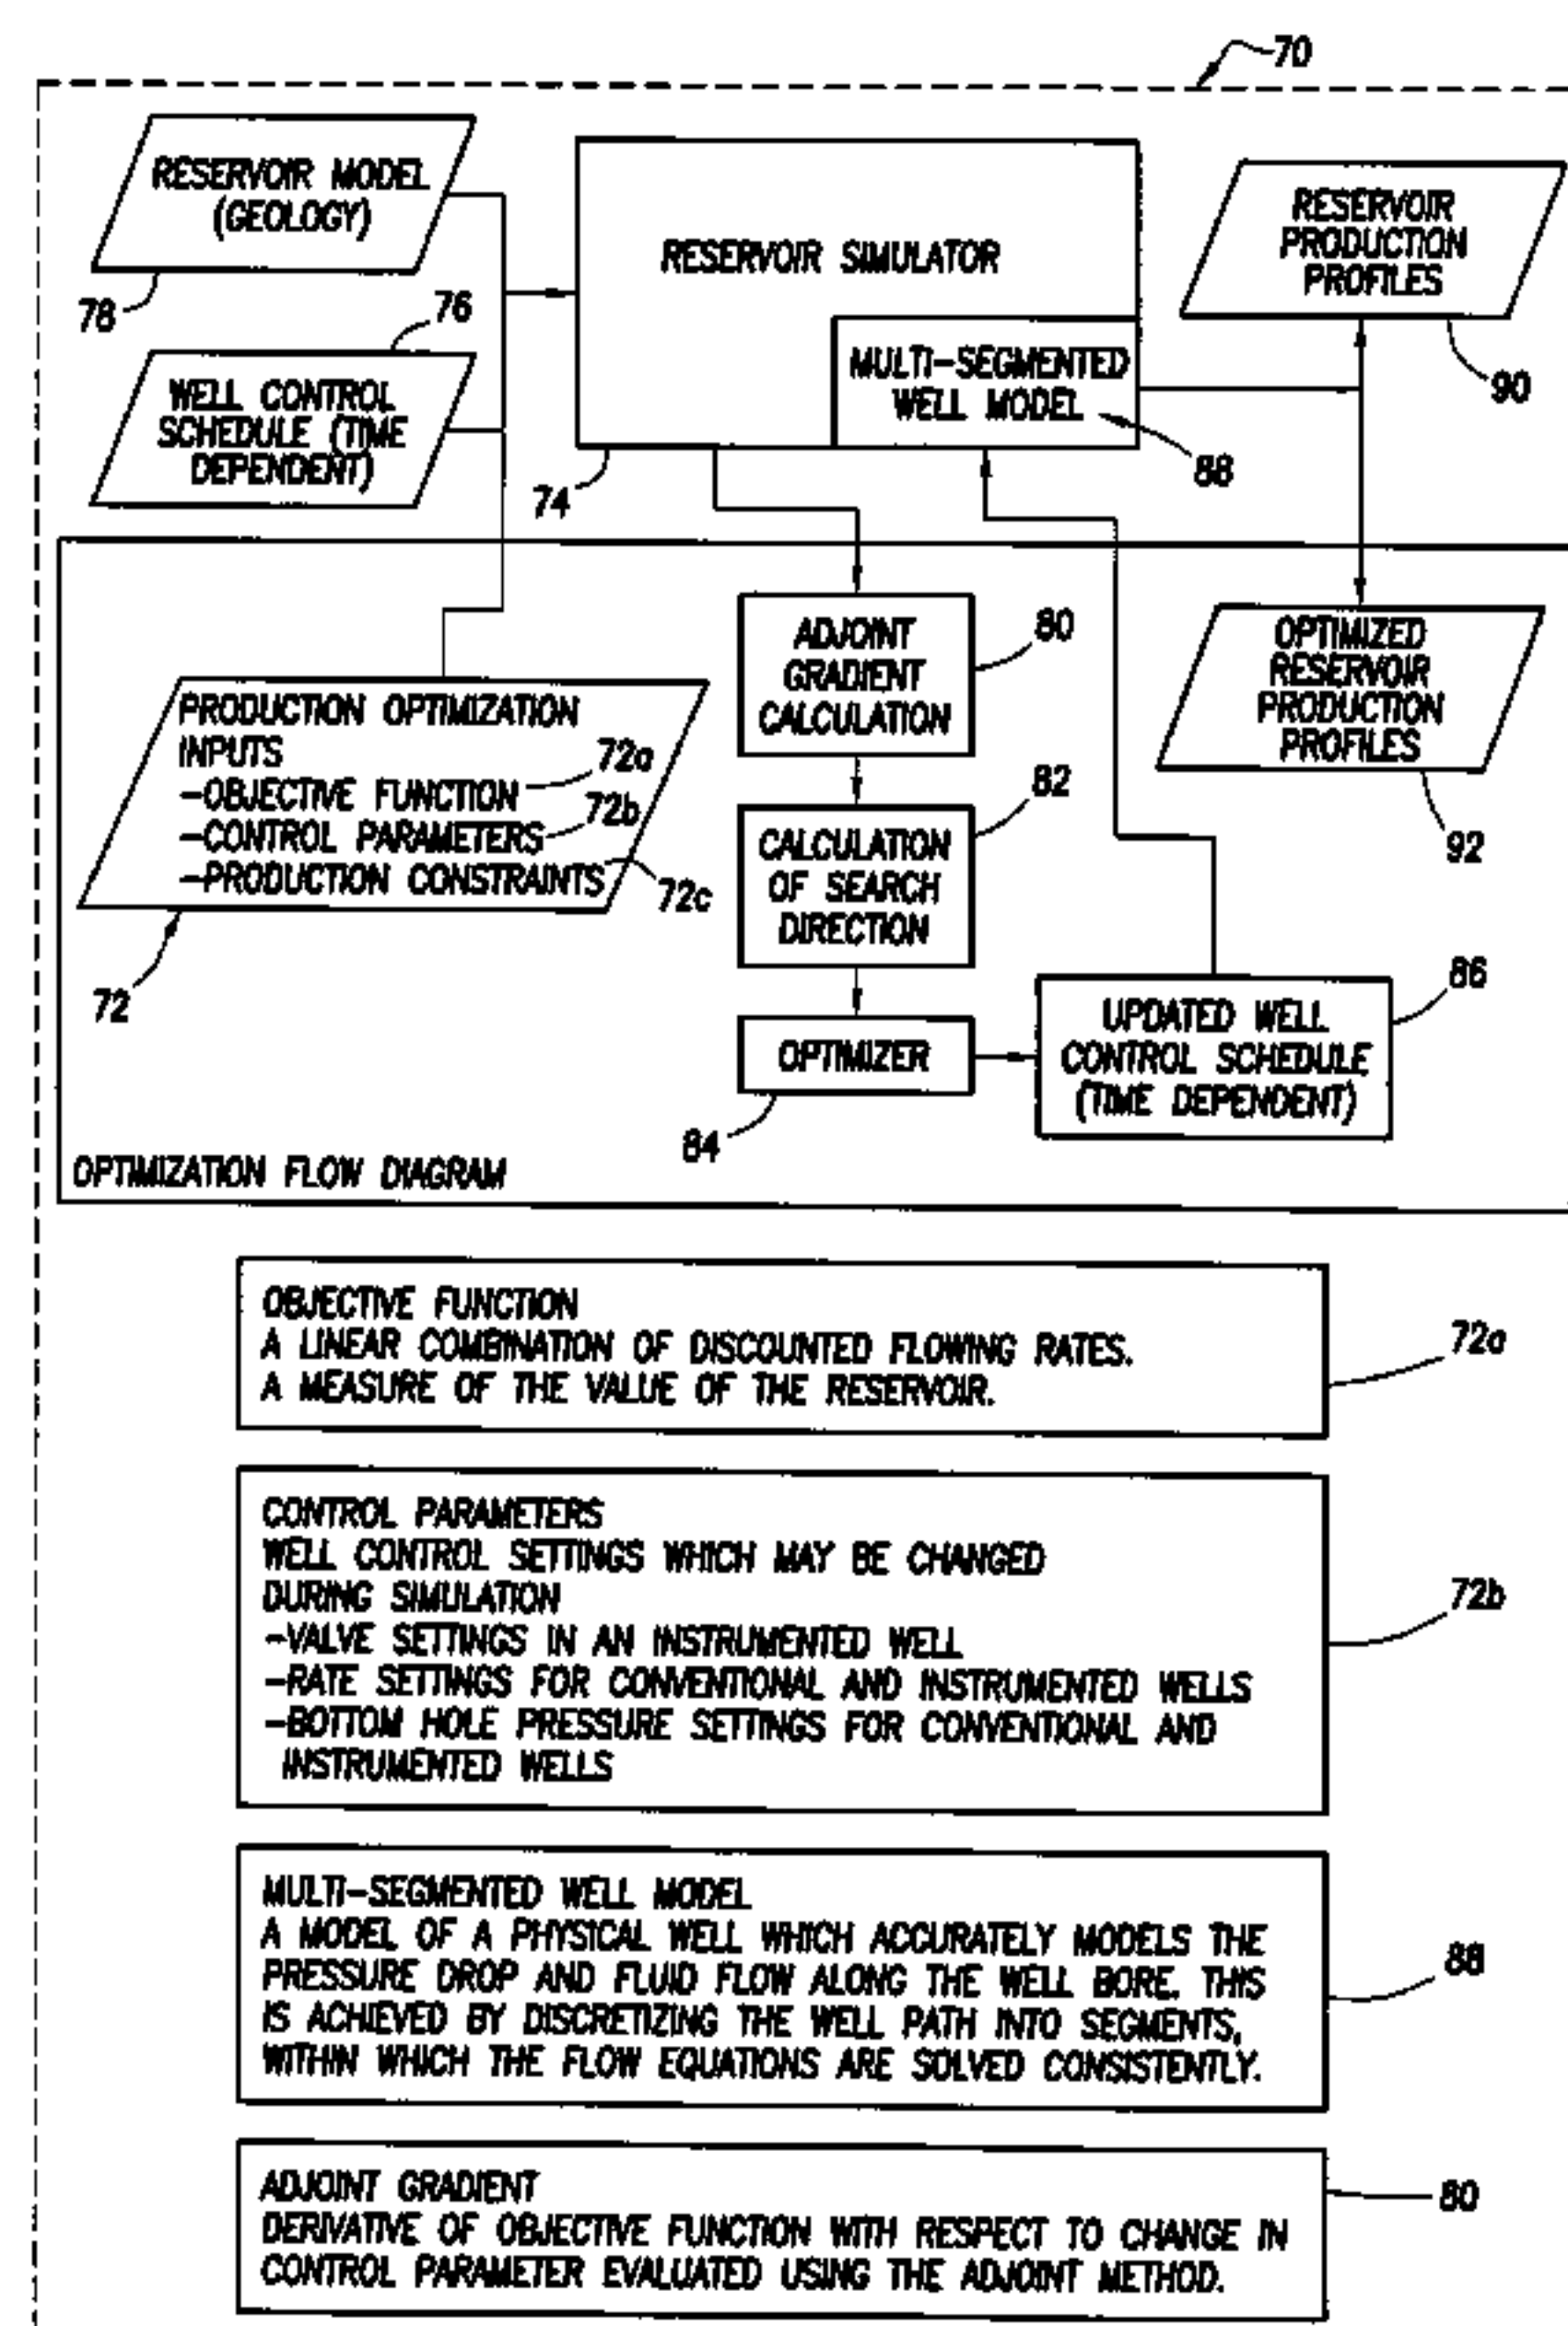 70
RESERVOIR MODEL
(GEOLOGY)
78
76
WELL CONTROL
SCHEDULE (TIME
DEPENDENT)
RESERVOIR SIMULATOR
MULTI-SEGMENTED
WELL MODEL
88
74
RESERVOIR
PRODUCTION
PROFILES
90
PRODUCTION OPTIMIZATION
INPUTS
-OBJECTIVE FUNCTION
72a
-CONTROL PARAMETERS
72b
-PRODUCTION CONSTRAINTS
72c
72
ADJOINT
GRADIENT
CALCULATION
80
CALCULATION
OF SEARCH
DIRECTION
82
OPTIMIZER
84
OPTIMIZED
RESERVOIR
PRODUCTION
PROFILES
92
UPDATED WELL
CONTROL SCHEDULE
(TIME DEPENDENT)
86
OPTIMIZATION FLOW DIAGRAM
OBJECTIVE FUNCTION
A LINEAR COMBINATION OF DISCOUNTED FLOWING RATES.
A MEASURE OF THE VALUE OF THE RESERVOIR.
72a
CONTROL PARAMETERS
WELL CONTROL SETTINGS WHICH MAY BE CHANGED
DURING SIMULATION
-VALVE SETTINGS IN AN INSTRUMENTED WELL
-RATE SETTINGS FOR CONVENTIONAL AND INSTRUMENTED WELLS
-BOTTOM HOLE PRESSURE SETTINGS FOR CONVENTIONAL AND
INSTRUMENTED WELLS
72b
MULTI-SEGMENTED WELL MODEL
A MODEL OF A PHYSICAL WELL WHICH ACCURATELY MODELS THE
PRESSURE DROP AND FLUID FLOW ALONG THE WELL BORE. THIS
IS ACHIEVED BY DISCRETIZING THE WELL PATH INTO SEGMENTS,
WITHIN WHICH THE FLOW EQUATIONS ARE SOLVED CONSISTENTLY.
88
ADJOINT GRADIENT
DERIVATIVE OF OBJECTIVE FUNCTION WITH RESPECT TO CHANGE IN
CONTROL PARAMETER EVALUATED USING THE ADJOINT METHOD.
80